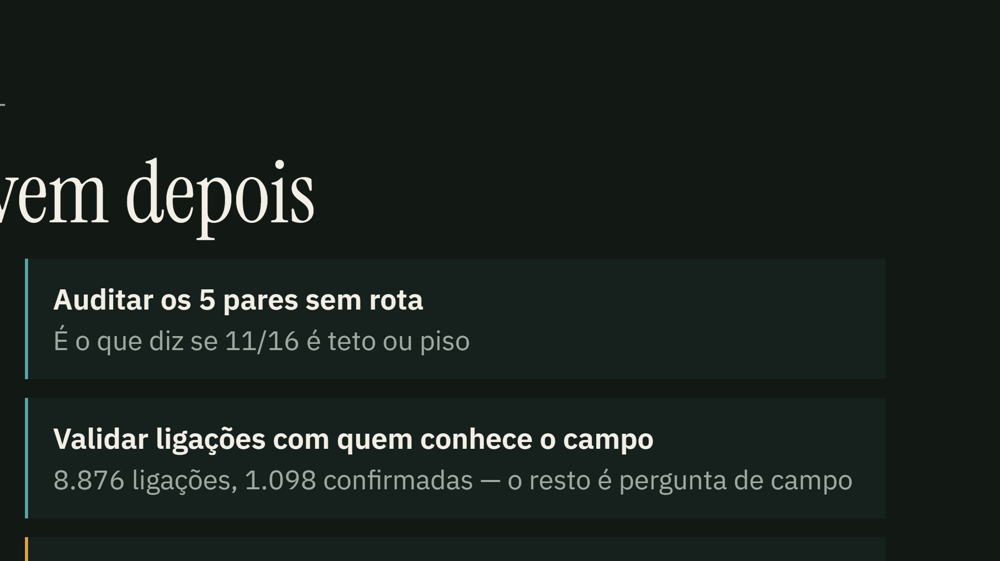 vem depois
Auditar os 5 pares sem rota
É o que diz se 11/16 é teto ou piso
Validar ligações com quem conhece o campo
8.876 ligações, 1.098 confirmadas — o resto é pergunta de campo